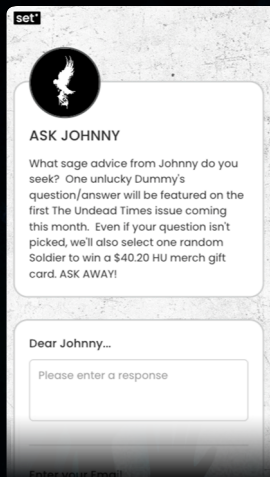 set
ASK JOHNNY
What sage advice from Johnny do you
seek? One unlucky Dummy's
question/answer will be featured on the
first The Undead Times issue coming
this month. Even if your question isn't
picked, we'll also select one random
Soldier to win a $40.20 HU merch gift
card. ASK AWAY!
Dear Johnny...
Please enter a response
Enter your Email